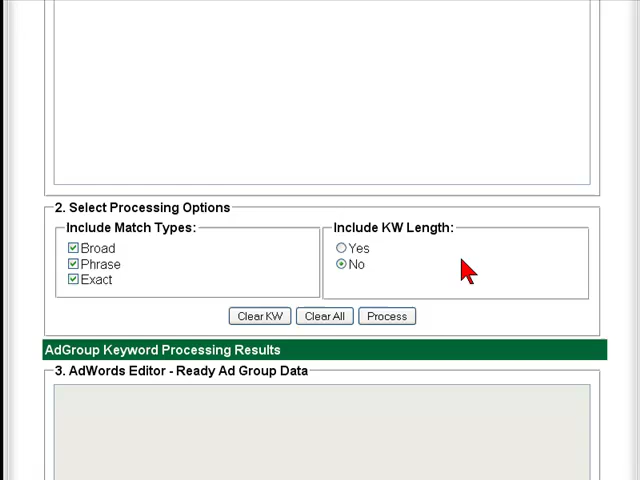 2. Select Processing Options
Include Match Types:
Include KW Length:
Broad
Phrase
Exact
Yes
No
Clear KW
Clear All
Process
AdGroup Keyword Processing Results
3. AdWords Editor - Ready Ad Group Data